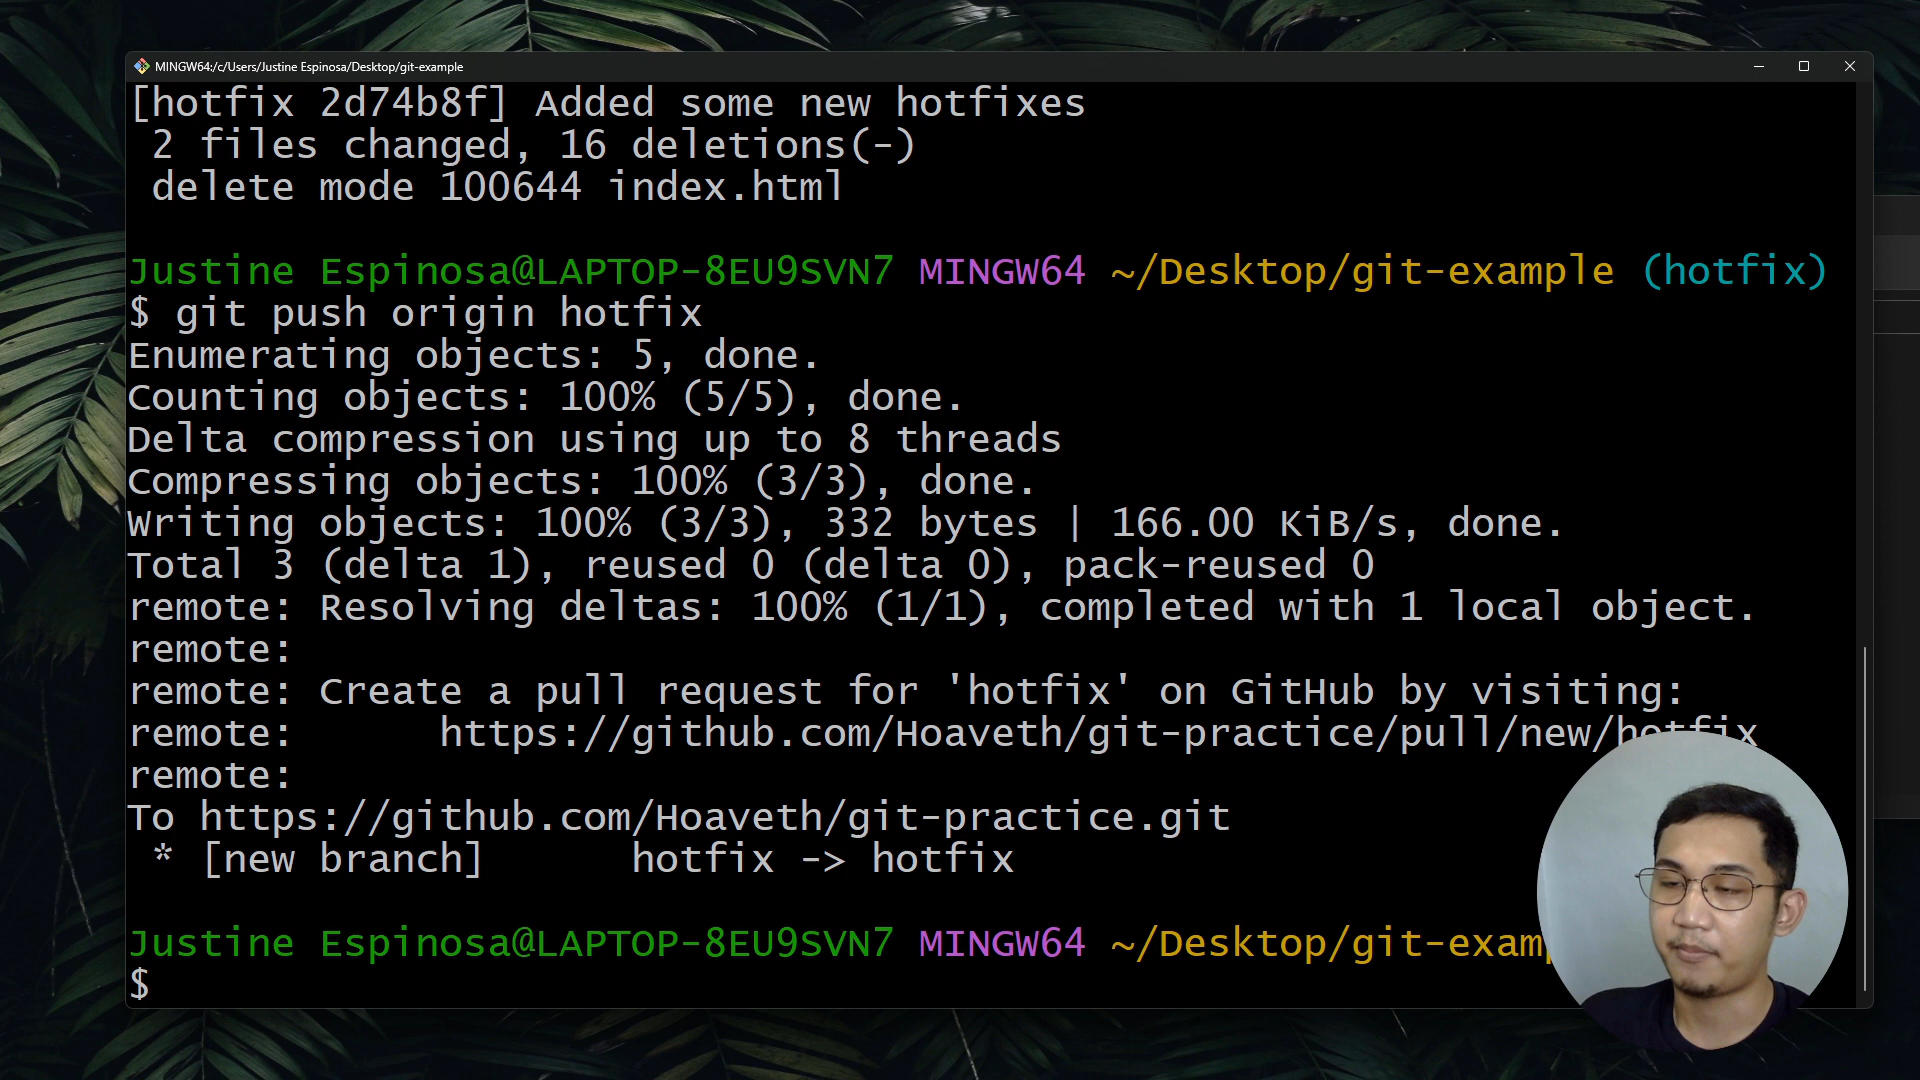 MINGW64:/c/Users/Justine Espinosa/Desktop/git-example
[hotfix 2d74b8f] Added some new hotfixes
2 files changed, 16 deletions(-)
delete mode 100644 index.html
Justine Espinosa@LAPTOP-8EU9SVN7 MINGW64 ~/Desktop/git-example (hotfix)
$ git push origin hotfix
Enumerating objects: 5, done.
Counting objects: 100% (5/5), done.
Delta compression using up to 8 threads
Compressing objects: 100% (3/3), done.
Writing objects: 100% (3/3), 332 bytes | 166.00 KiB/s, done.
Total 3 (delta 1), reused 0 (delta 0), pack-reused 0
remote: Resolving deltas: 100% (1/1), completed with 1 local object.
remote:
remote: Create a pull request for 'hotfix' on GitHub by visiting:
remote:      https://github.com/Hoaveth/git-practice/pull/new/hotfix
remote:
To https://github.com/Hoaveth/git-practice.git
* [new branch]      hotfix -> hotfix
Justine Espinosa@LAPTOP-8EU9SVN7 MINGW64 ~/Desktop/git-exam
$